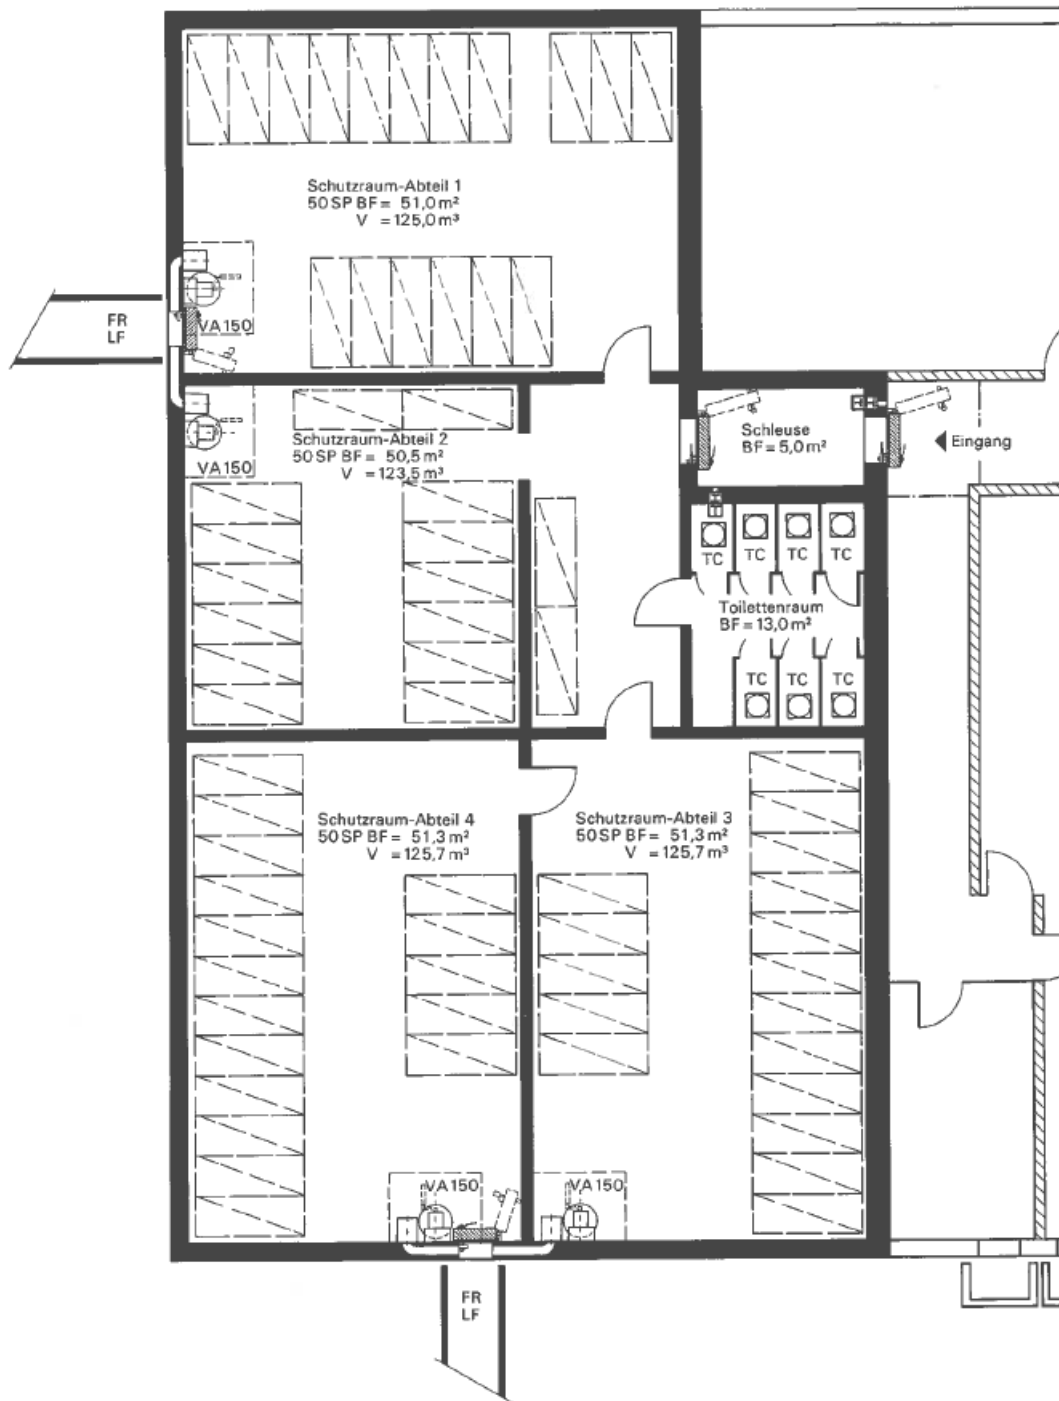 Schutzraum-Abteil 1
50 SP BF = 51,0 m²
V = 125,0 m³
FR
LF
VA 150
Schutzraum-Abteil 2
50 SP BF = 50,5 m²
V = 123,5 m³
VA 150
Schleuse
BF = 5,0 m²
Eingang
TC
TC
TC
TC
Toilettenraum
BF = 13,0 m²
TC
TC
TC
Schutzraum-Abteil 4
50 SP BF = 51,3 m²
V = 125,7 m³
Schutzraum-Abteil 3
50 SP BF = 51,3 m²
V = 125,7 m³
VA 150
VA 150
FR
LF